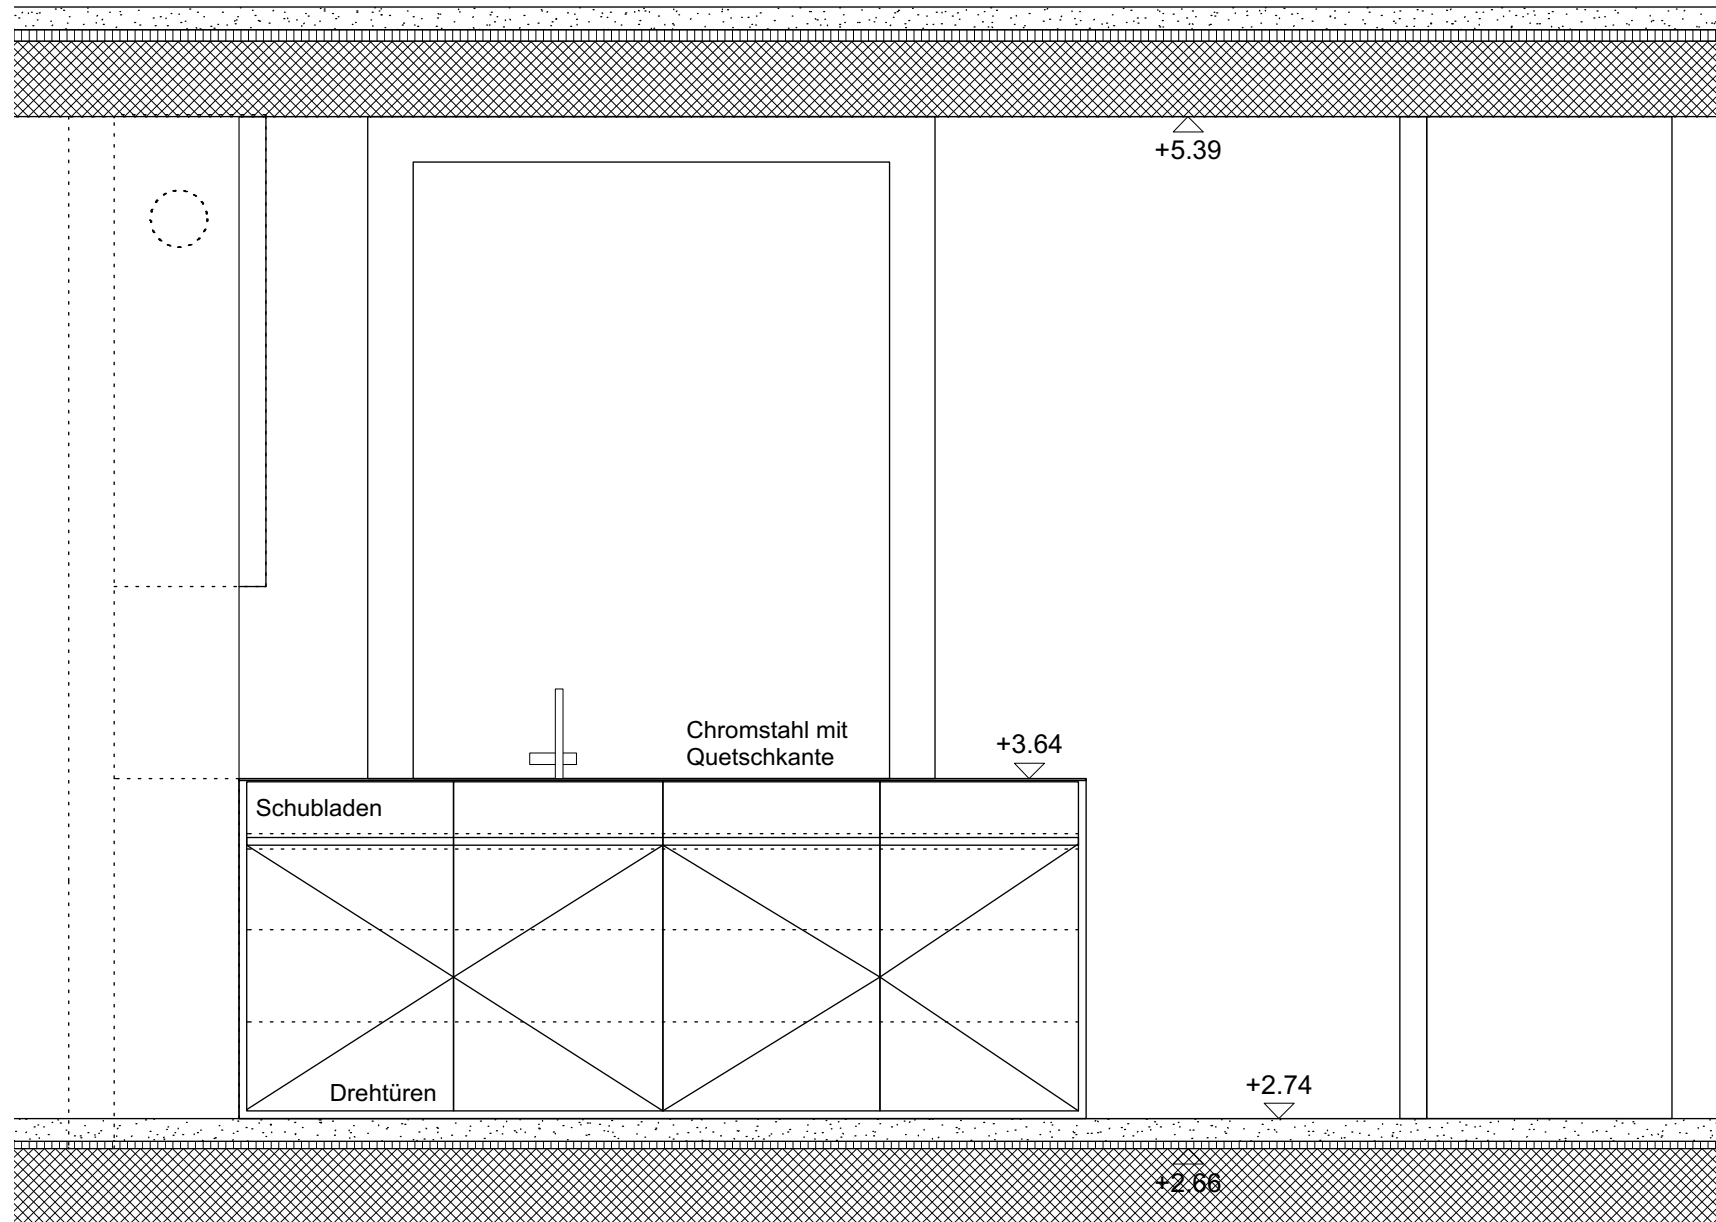 +5.39
Chromstahl mit
Quetschkante
+3.64
Schubladen
Drehtüren
+2.74
+2.66